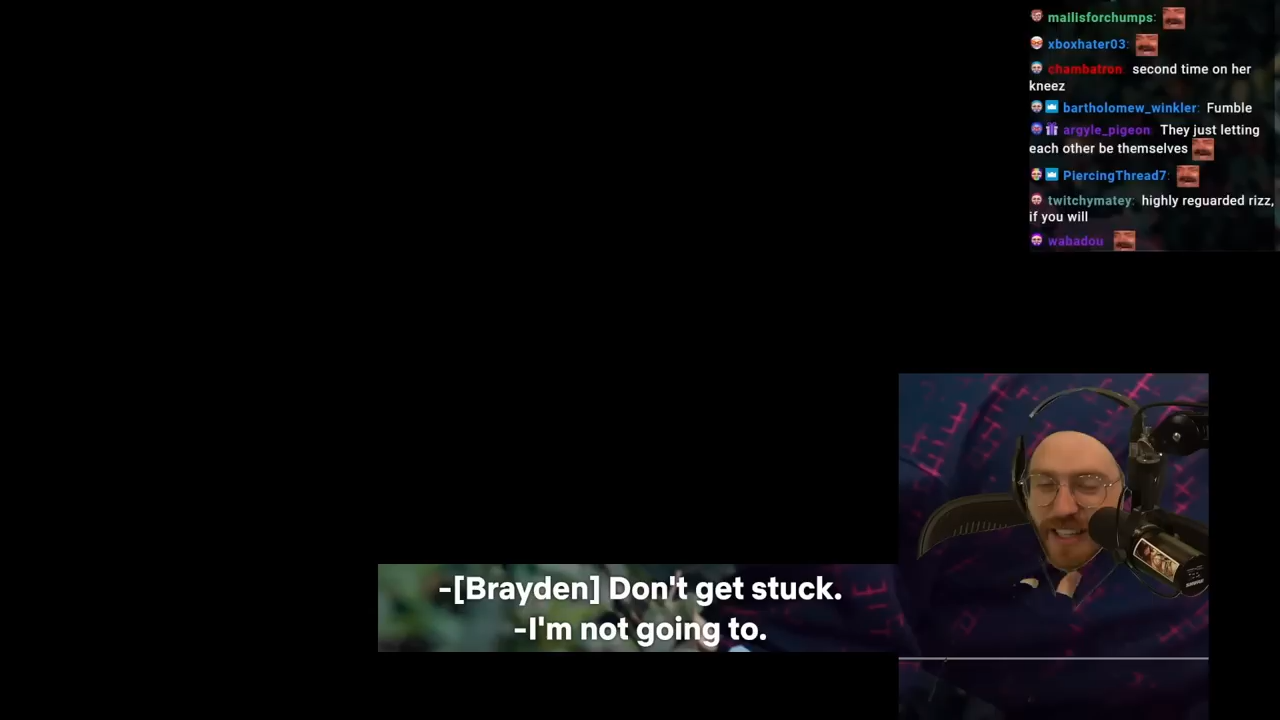 mallisforchumps:
xboxhater03:
chambatron second time on her
kneez
bartholomew_winkler: Fumble
argyle_pigeon They just letting
each other be themselves
PiercingThread7:
twitchymatey: highly reguarded rizz,
if you will
wabadou
-[Brayden] Don't get stuck.
-I'm not going to.